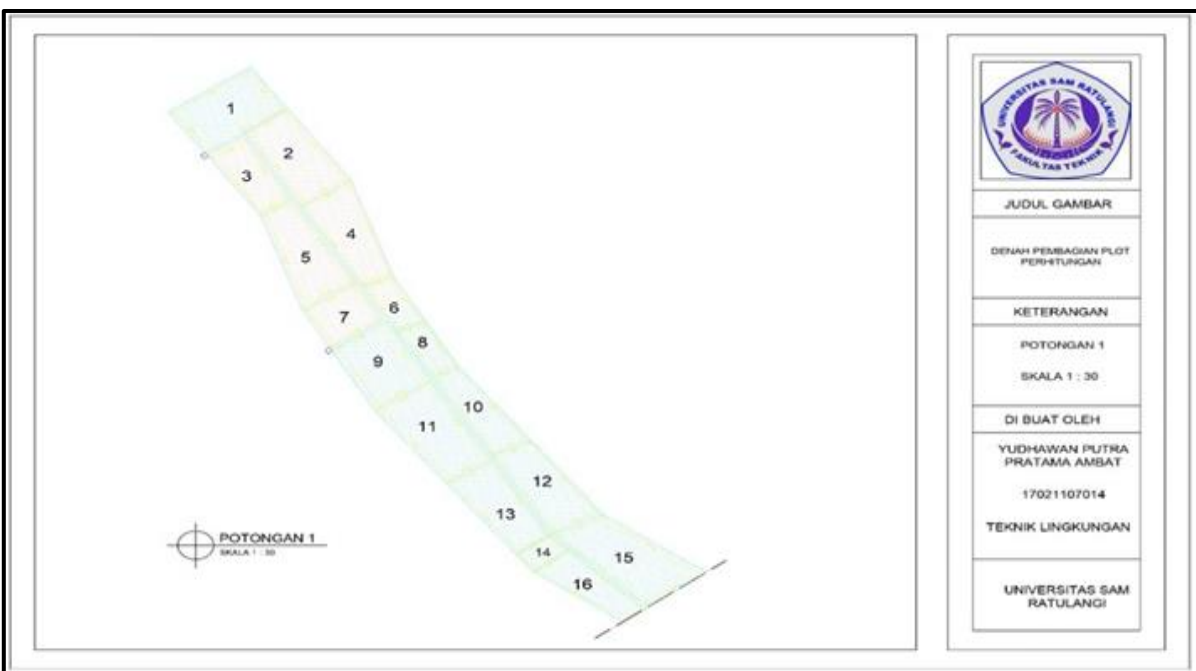 1
2
3
4
5
6
7
8
9
10
11
12
13
14
15
16
POTONGAN 1
SKALA 1 : 30
UNIVERSITAS SAM RATULANGI
FAKULTAS TEKNIK
JUDUL GAMBAR
DENAH PEMBAGIAN PLOT
PERHITUNGAN
KETERANGAN
POTONGAN 1
SKALA 1 : 30
DI BUAT OLEH
YUDHAWAN PUTRA
PRATAMA AMBAT
17021107014
TEKNIK LINGKUNGAN
UNIVERSITAS SAM
RATULANGI